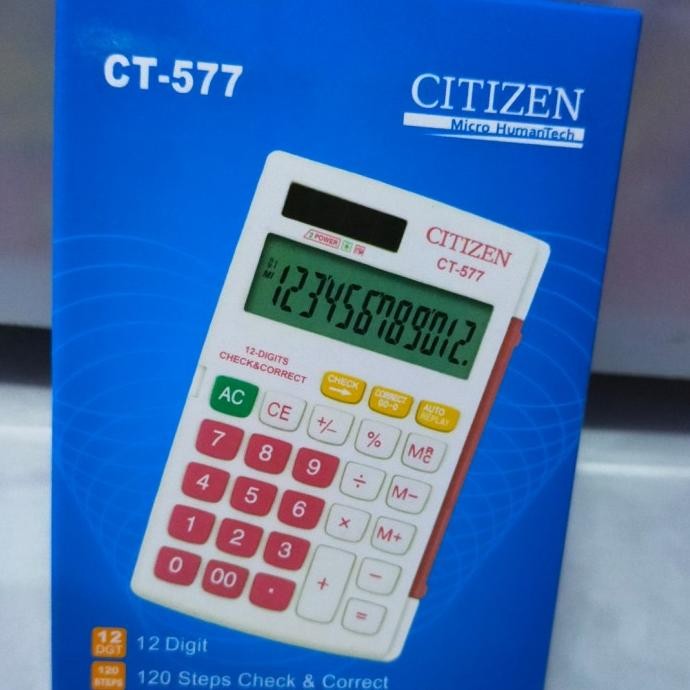 CT-577
CITIZEN
Micro HumanTech
2 POWER
CITIZEN
CT-577
123456789012.
12-DIGITS
CHECK&CORRECT
CHECK
CORRECT
00→0
AUTO
REPLAY
AC
CE
+/−
%
MRC
7
8
9
÷
M−
4
5
6
×
M+
1
2
3
+
−
0
00
.
=
12
DGT
12 Digit
120
STEPS
120 Steps Check & Correct